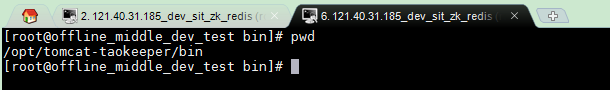 2. 121.40.31.185_dev_sit_zk_redis (r
6. 121.40.31.185_dev_sit_zk_redis (r
[root@offline_middle_dev_test bin]# pwd
/opt/tomcat-taokeeper/bin
[root@offline_middle_dev_test bin]#